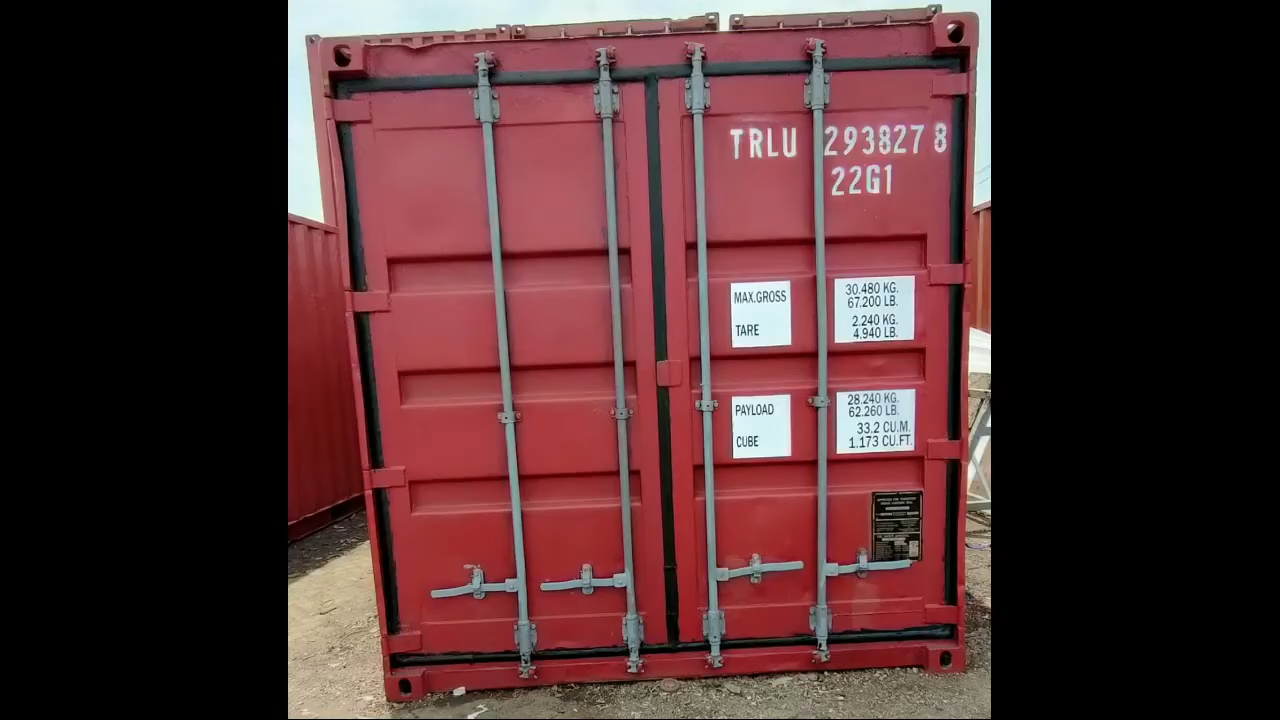 TRLU 293827 8
22G1
MAX.GROSS 30.480 KG.
67.200 LB.
TARE 2.240 KG.
4.940 LB.
PAYLOAD 28.240 KG.
62.260 LB.
CUBE 33.2 CU.M.
1.173 CU.FT.